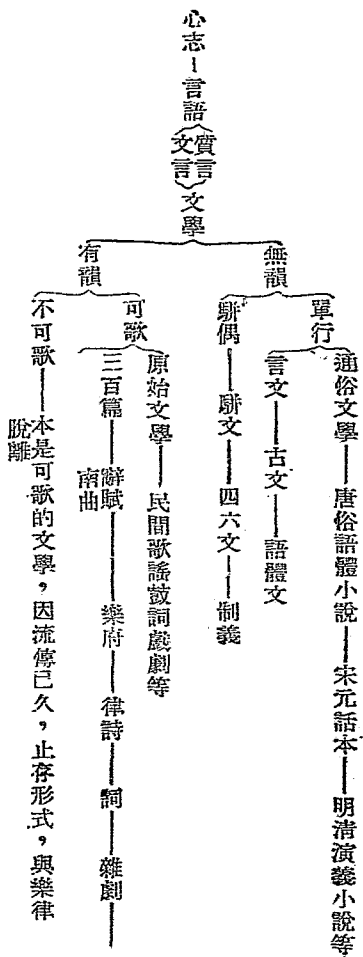 心志—言語
質言
文言
文學
無韻
單行
通俗文學——唐俗語體小說——宋元話本——明清演義小說等
言文——古文——語體文
駢偶——駢文——四六文——制義
有韻
可歌
原始文學——民間歌謠鼓詞戲劇等
三百篇——辭賦——樂府——律詩——詞——雜劇——
南曲
不可歌——本是可歌的文學，因流傳已久，止存形式，與樂律
脫離